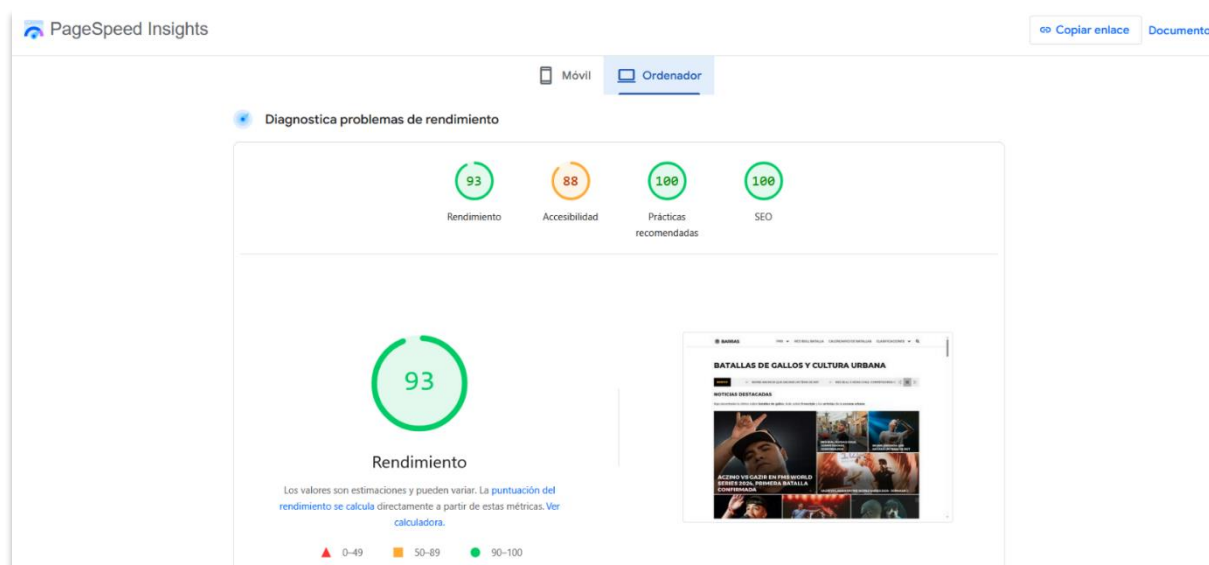 PageSpeed Insights
Copiar enlace
Documento
Móvil
Ordenador
Diagnostica problemas de rendimiento
93
88
100
100
Rendimiento
Accesibilidad
Prácticas
recomendadas
SEO
93
Rendimiento
Los valores son estimaciones y pueden variar. La puntuación del
rendimiento se calcula directamente a partir de estas métricas. Ver
calculadora.
0–49
50–89
90–100
BATALLAS DE GALLOS Y CULTURA URBANA
NOTICIAS DESTACADAS
ACZINO VS GAZIR EN FMS WORLD
SERIES 2024, PRIMERA BATALLA
CONFIRMADA